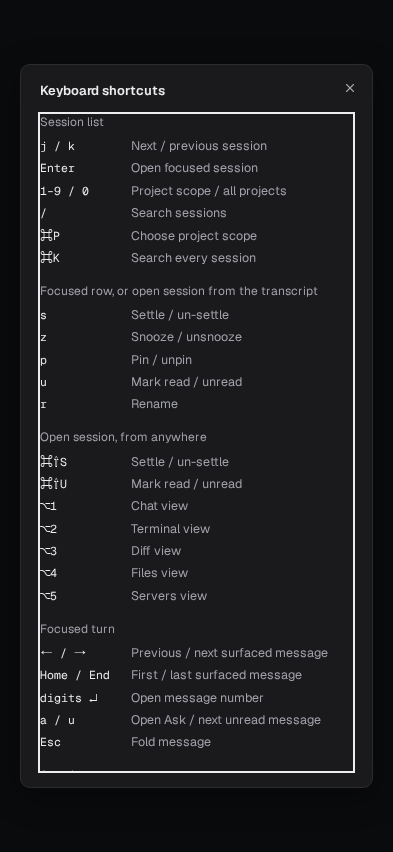 Keyboard shortcuts ×
Session list
j / k Next / previous session
Enter Open focused session
1-9 / 0 Project scope / all projects
/ Search sessions
⌘P Choose project scope
⌘K Search every session
Focused row, or open session from the transcript
s Settle / un-settle
z Snooze / unsnooze
p Pin / unpin
u Mark read / unread
r Rename
Open session, from anywhere
⌘⇧S Settle / un-settle
⌘⇧U Mark read / unread
⌥1 Chat view
⌥2 Terminal view
⌥3 Diff view
⌥4 Files view
⌥5 Servers view
Focused turn
← / → Previous / next surfaced message
Home / End First / last surfaced message
digits ↵ Open message number
a / u Open Ask / next unread message
Esc Fold message